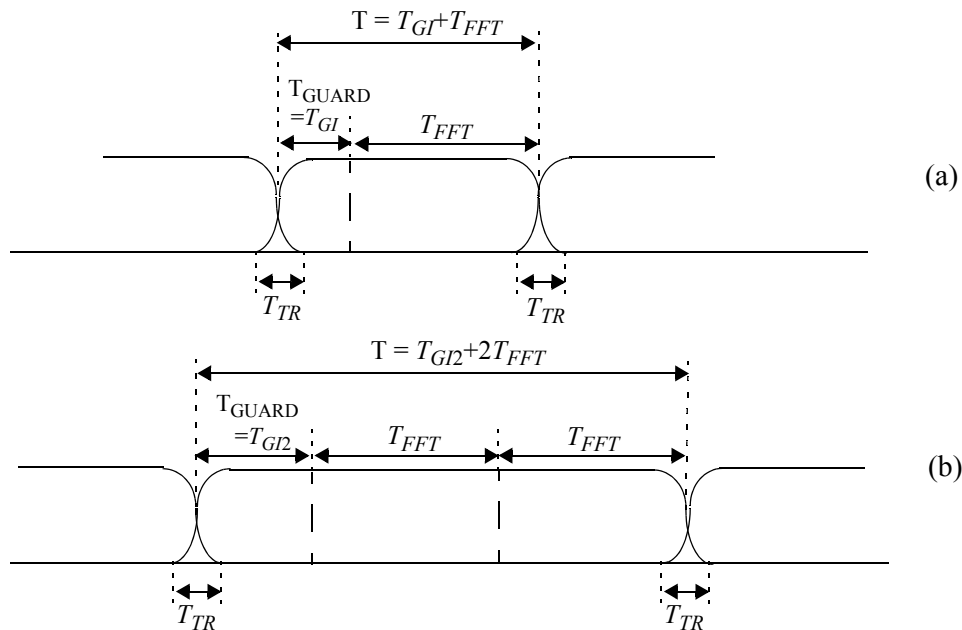 T = T_GI+T_FFT
T_GUARD
=T_GI
T_FFT
(a)
T_TR
T_TR
T = T_GI2+2T_FFT
T_GUARD
=T_GI2
T_FFT
T_FFT
(b)
T_TR
T_TR